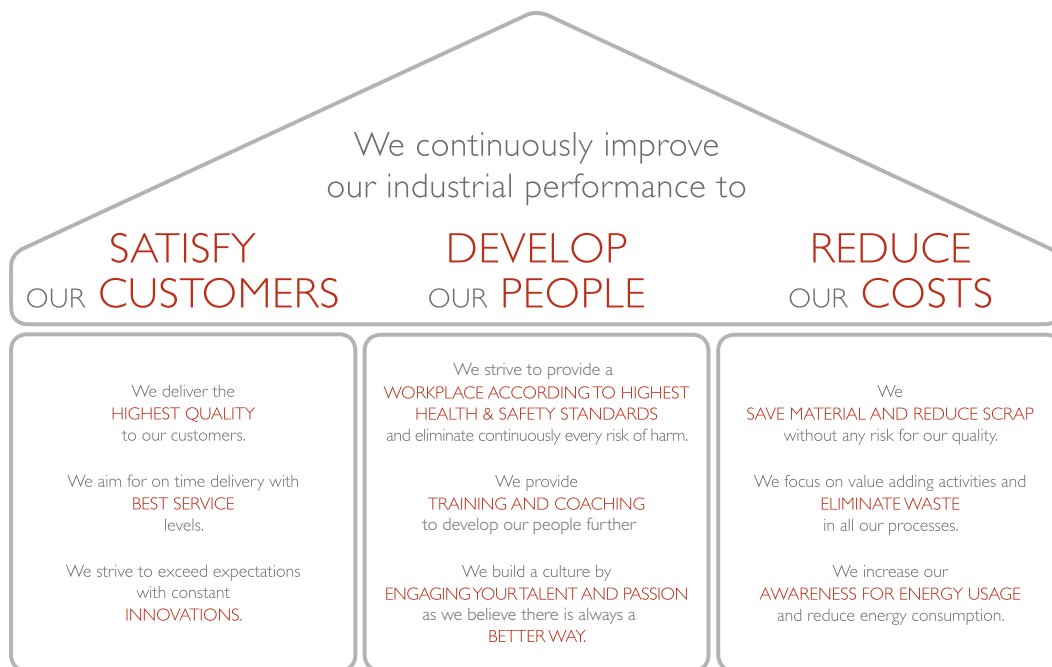 We continuously improve
our industrial performance to
SATISFY
OUR CUSTOMERS
DEVELOP
OUR PEOPLE
REDUCE
OUR COSTS
We deliver the
HIGHEST QUALITY
to our customers.
We aim for on time delivery with
BEST SERVICE
levels.
We strive to exceed expectations
with constant
INNOVATIONS.
We strive to provide a
WORKPLACE ACCORDING TO HIGHEST
HEALTH & SAFETY STANDARDS
and eliminate continuously every risk of harm.
We provide
TRAINING AND COACHING
to develop our people further
We build a culture by
ENGAGING YOUR TALENT AND PASSION
as we believe there is always a
BETTER WAY.
We
SAVE MATERIAL AND REDUCE SCRAP
without any risk for our quality.
We focus on value adding activities and
ELIMINATE WASTE
in all our processes.
We increase our
AWARENESS FOR ENERGY USAGE
and reduce energy consumption.